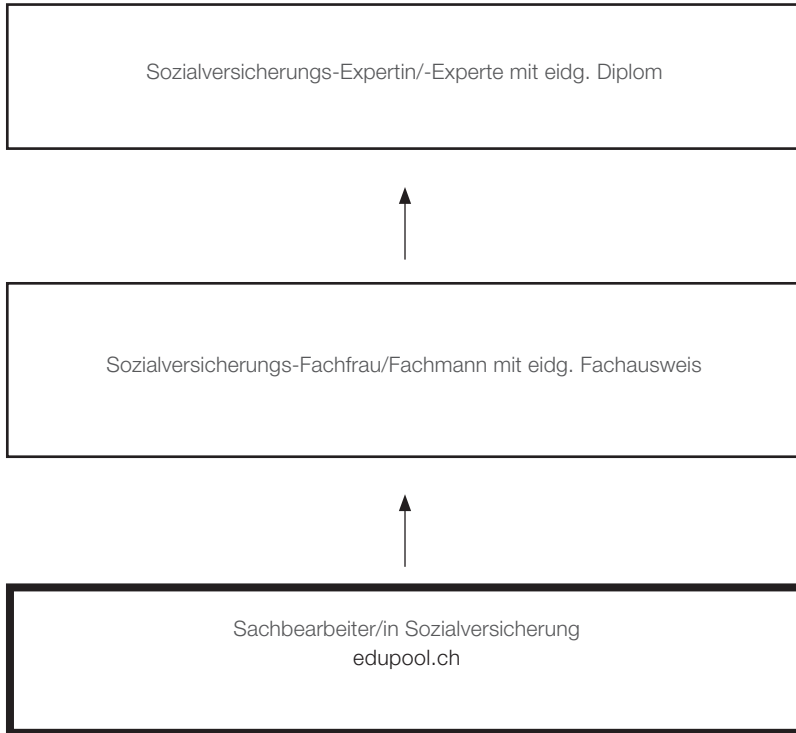 Sozialversicherungs-Expertin/-Experte mit eidg. Diplom
Sozialversicherungs-Fachfrau/Fachmann mit eidg. Fachausweis
Sachbearbeiter/in Sozialversicherung
edupool.ch